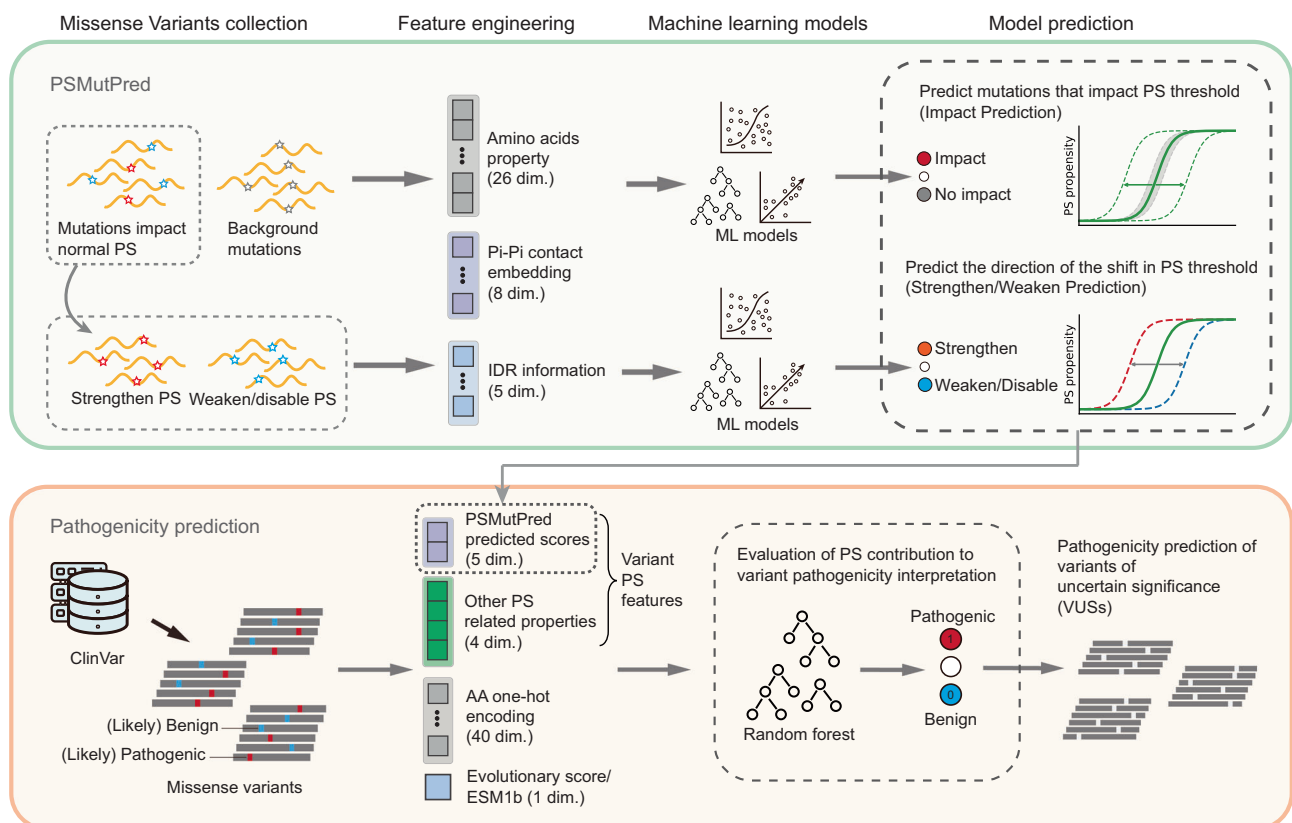 Missense Variants collection
Feature engineering
Machine learning models
Model prediction
PSMutPred
Mutations impact
normal PS
Background
mutations
Strengthen PS
Weaken/disable PS
Amino acids
property
(26 dim.)
Pi-Pi contact
embedding
(8 dim.)
IDR information
(5 dim.)
ML models
ML models
Predict mutations that impact PS threshold
(Impact Prediction)
Impact
No impact
PS propensity
Predict the direction of the shift in PS threshold
(Strengthen/Weaken Prediction)
Strengthen
Weaken/Disable
PS propensity
Pathogenicity prediction
ClinVar
(Likely) Benign
(Likely) Pathogenic
Missense variants
PSMutPred
predicted scores
(5 dim.)
Other PS
related properties
(4 dim.)
Variant
PS
features
AA one-hot
encoding
(40 dim.)
Evolutionary score/
ESM1b (1 dim.)
Evaluation of PS contribution to
variant pathogenicity interpretation
Random forest
Pathogenic
1
0
Benign
Pathogenicity prediction of
variants of
uncertain significance
(VUSs)